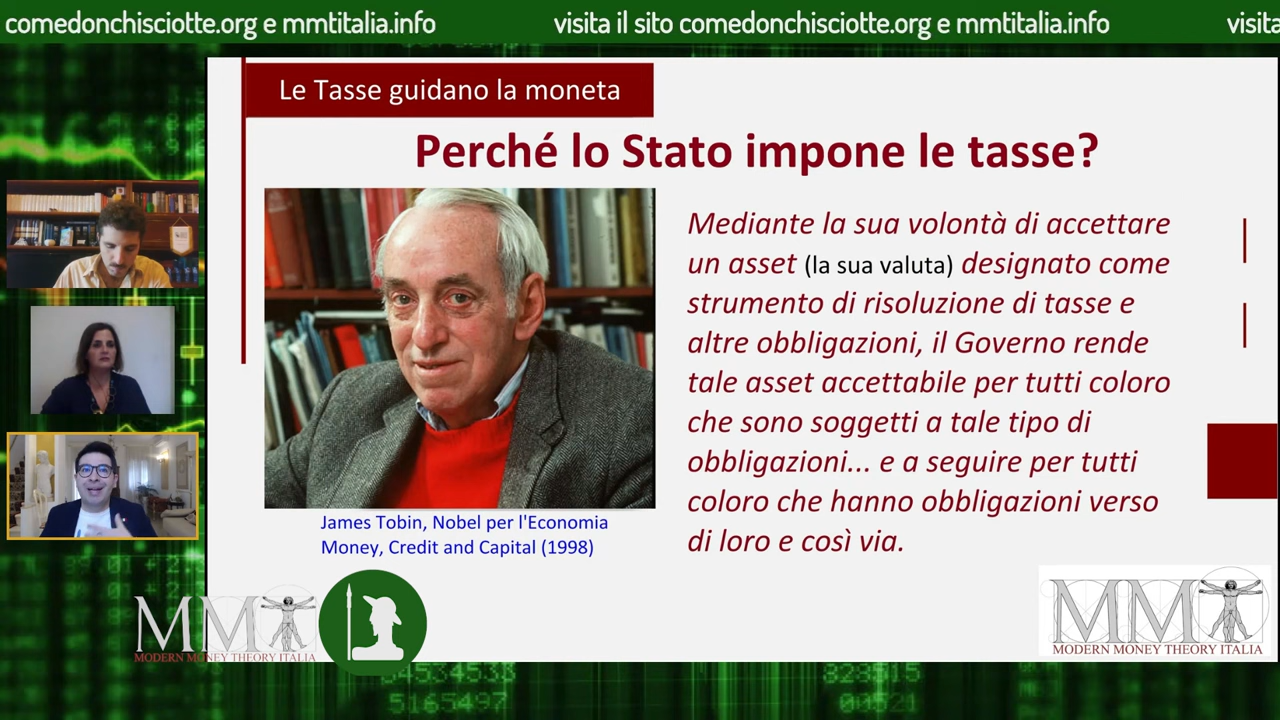 comedonchisciotte.org e mmtitalia.info visita il sito comedonchisciotte.org e mmtitalia.info visita
Le Tasse guidano la moneta
Perché lo Stato impone le tasse?
Mediante la sua volontà di accettare
un asset (la sua valuta) designato come
strumento di risoluzione di tasse e
altre obbligazioni, il Governo rende
tale asset accettabile per tutti coloro
che sono soggetti a tale tipo di
obbligazioni... e a seguire per tutti
coloro che hanno obbligazioni verso
di loro e così via.
James Tobin, Nobel per l'Economia
Money, Credit and Capital (1998)
MMT
MODERN MONEY THEORY ITALIA
MMT
MODERN MONEY THEORY ITALIA